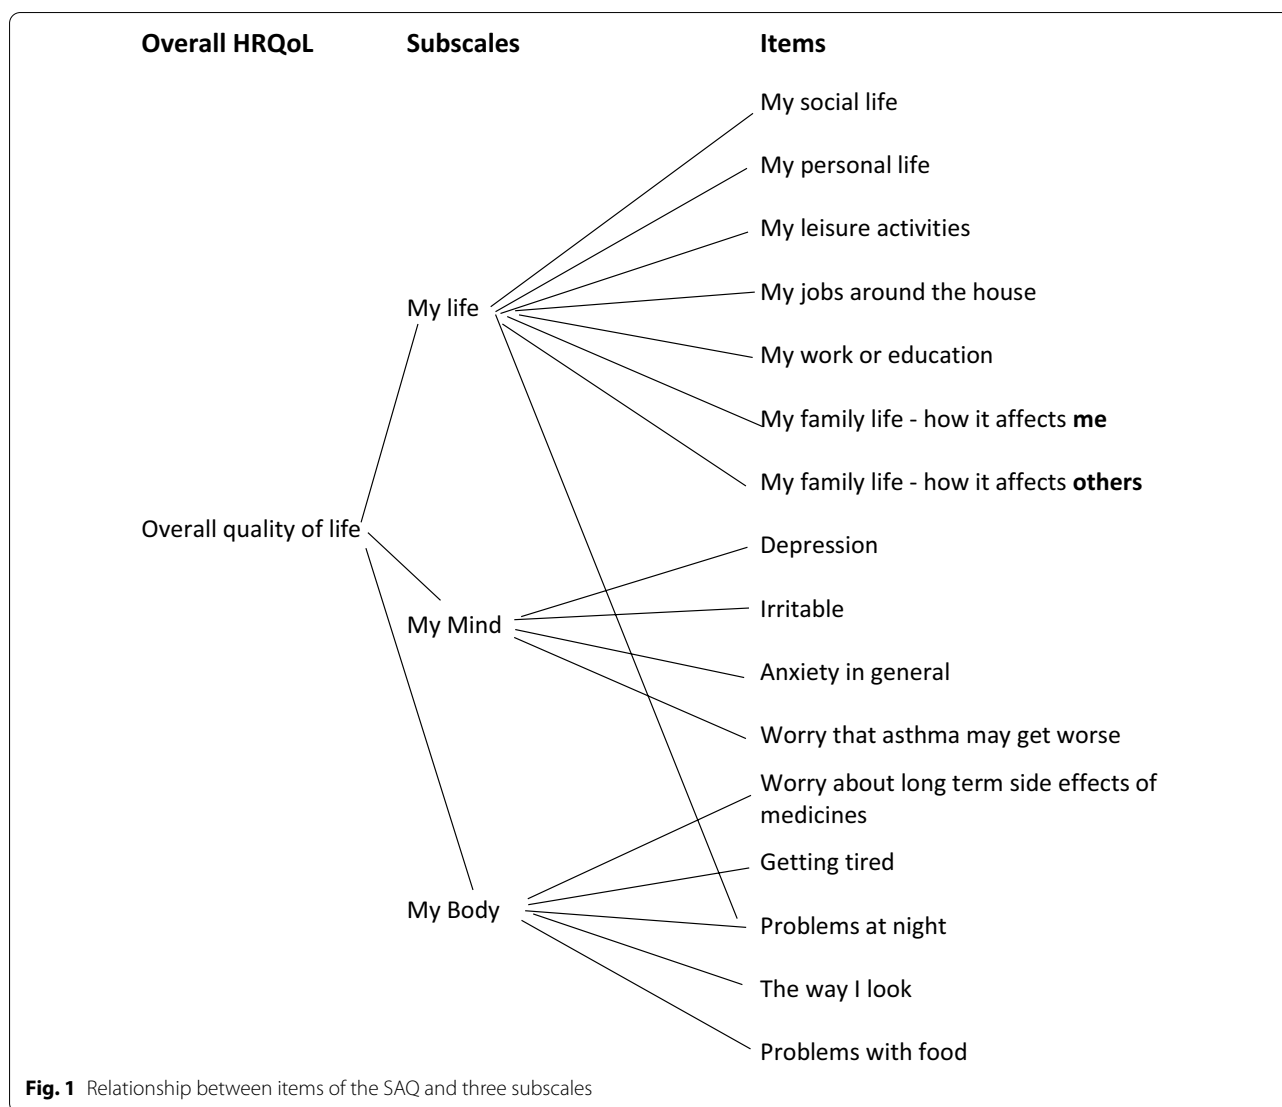 Overall HRQoL Subscales Items
My social life
My personal life
My leisure activities
My life
My jobs around the house
My work or education
My family life - how it affects me
My family life - how it affects others
Overall quality of life
Depression
Irritable
My Mind
Anxiety in general
Worry that asthma may get worse
Worry about long term side effects of
medicines
Getting tired
My Body
Problems at night
The way I look
Problems with food
Fig. 1 Relationship between items of the SAQ and three subscales